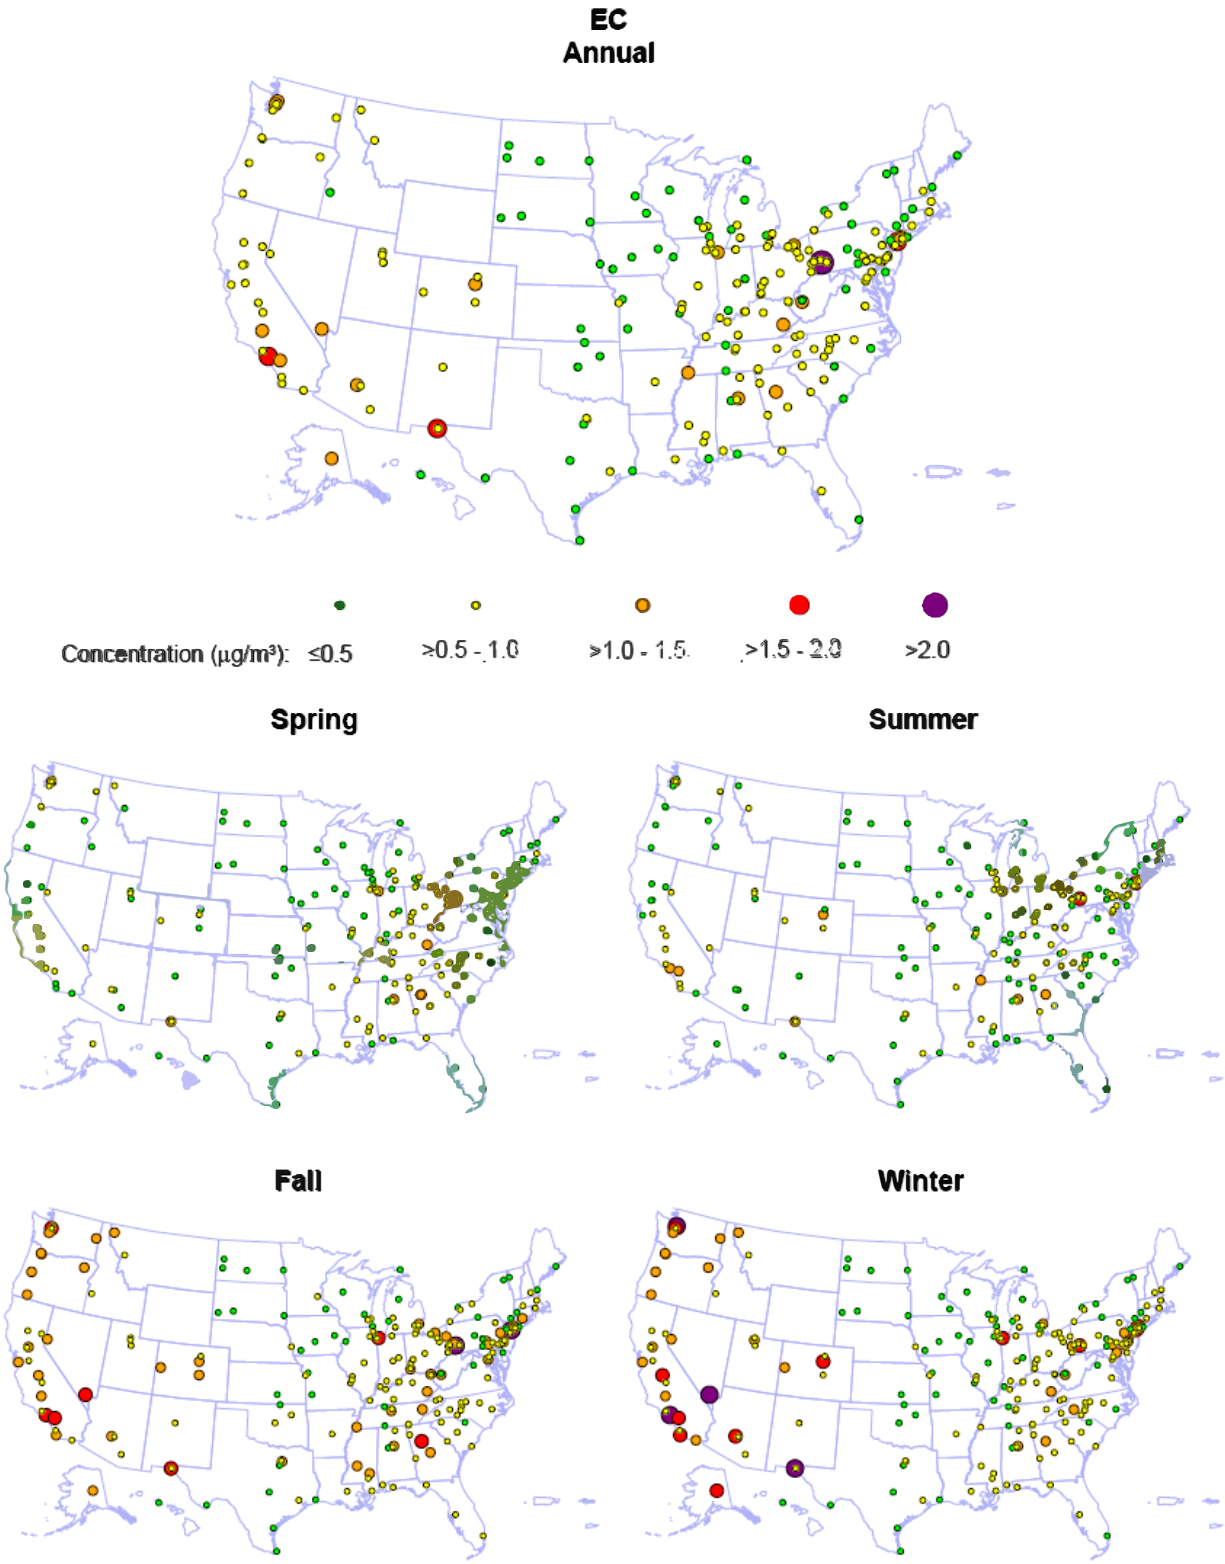 EC
Annual
Concentration (µg/m³): ≤0.5 >0.5 - 1.0 >1.0 - 1.5 >1.5 - 2.0 >2.0
Spring Summer
Fall Winter